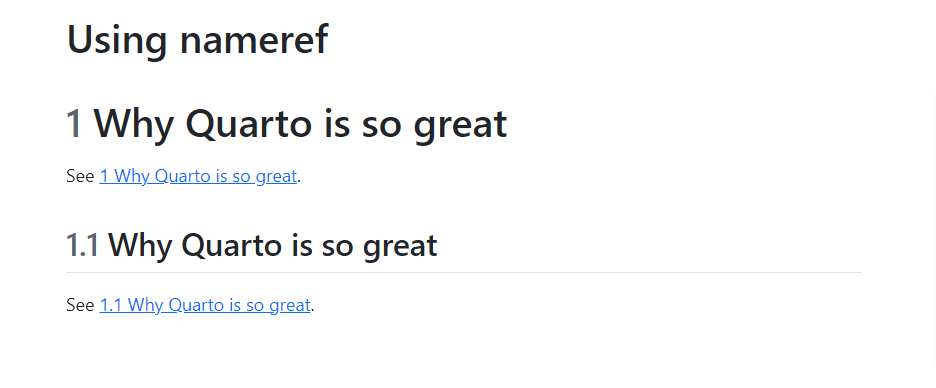 Using nameref
1 Why Quarto is so great
See 1 Why Quarto is so great.
1.1 Why Quarto is so great
See 1.1 Why Quarto is so great.